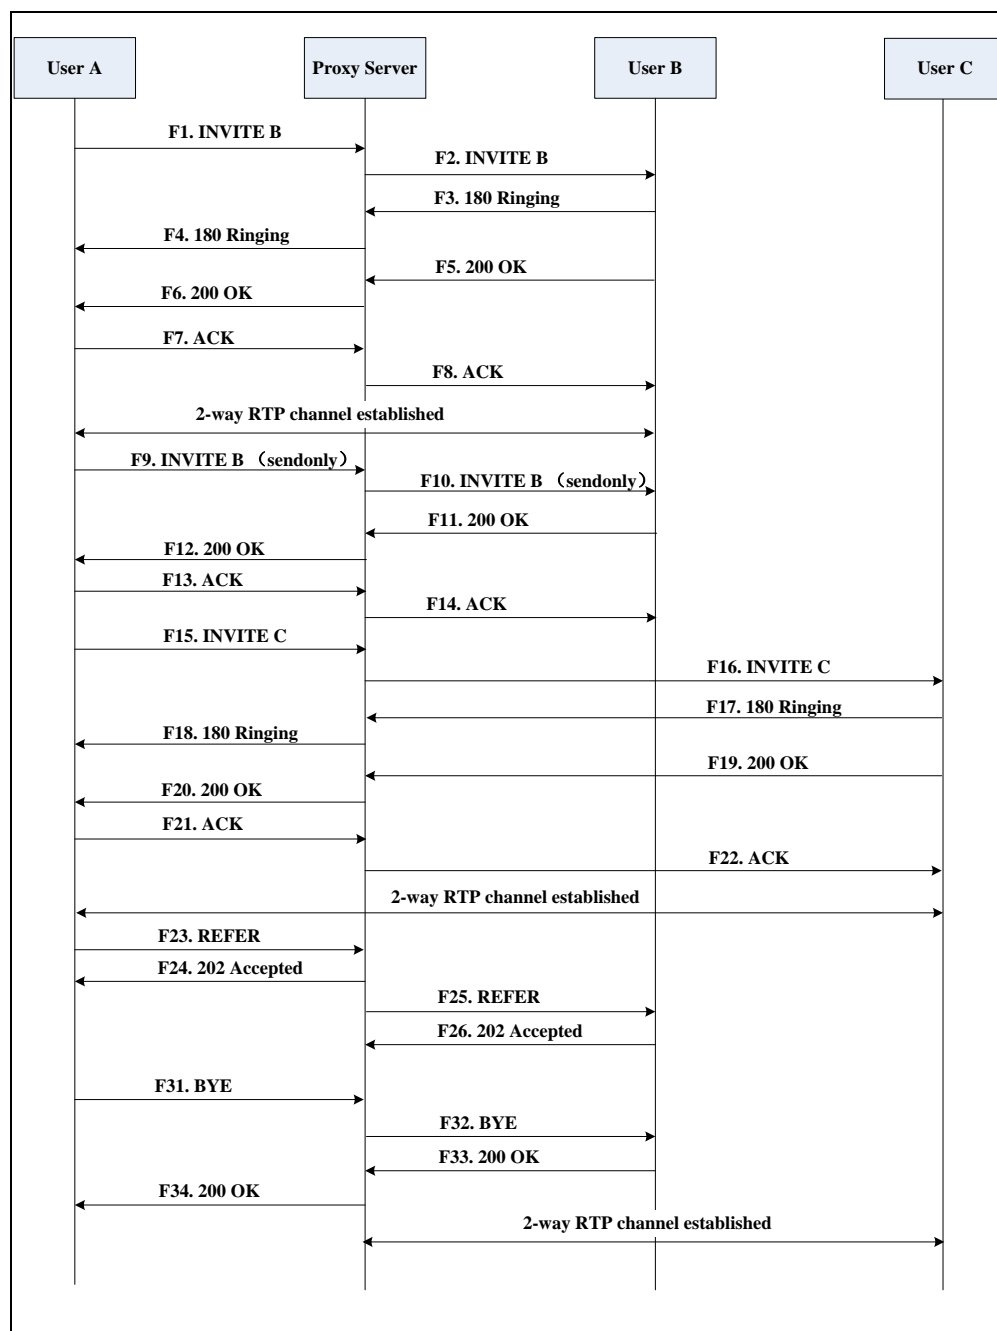 User A
Proxy Server
User B
User C
F1. INVITE B
F2. INVITE B
F3. 180 Ringing
F4. 180 Ringing
F5. 200 OK
F6. 200 OK
F7. ACK
F8. ACK
2-way RTP channel established
F9. INVITE B （sendonly）
F10. INVITE B （sendonly）
F11. 200 OK
F12. 200 OK
F13. ACK
F14. ACK
F15. INVITE C
F16. INVITE C
F17. 180 Ringing
F18. 180 Ringing
F19. 200 OK
F20. 200 OK
F21. ACK
F22. ACK
2-way RTP channel established
F23. REFER
F24. 202 Accepted
F25. REFER
F26. 202 Accepted
F31. BYE
F32. BYE
F33. 200 OK
F34. 200 OK
2-way RTP channel established